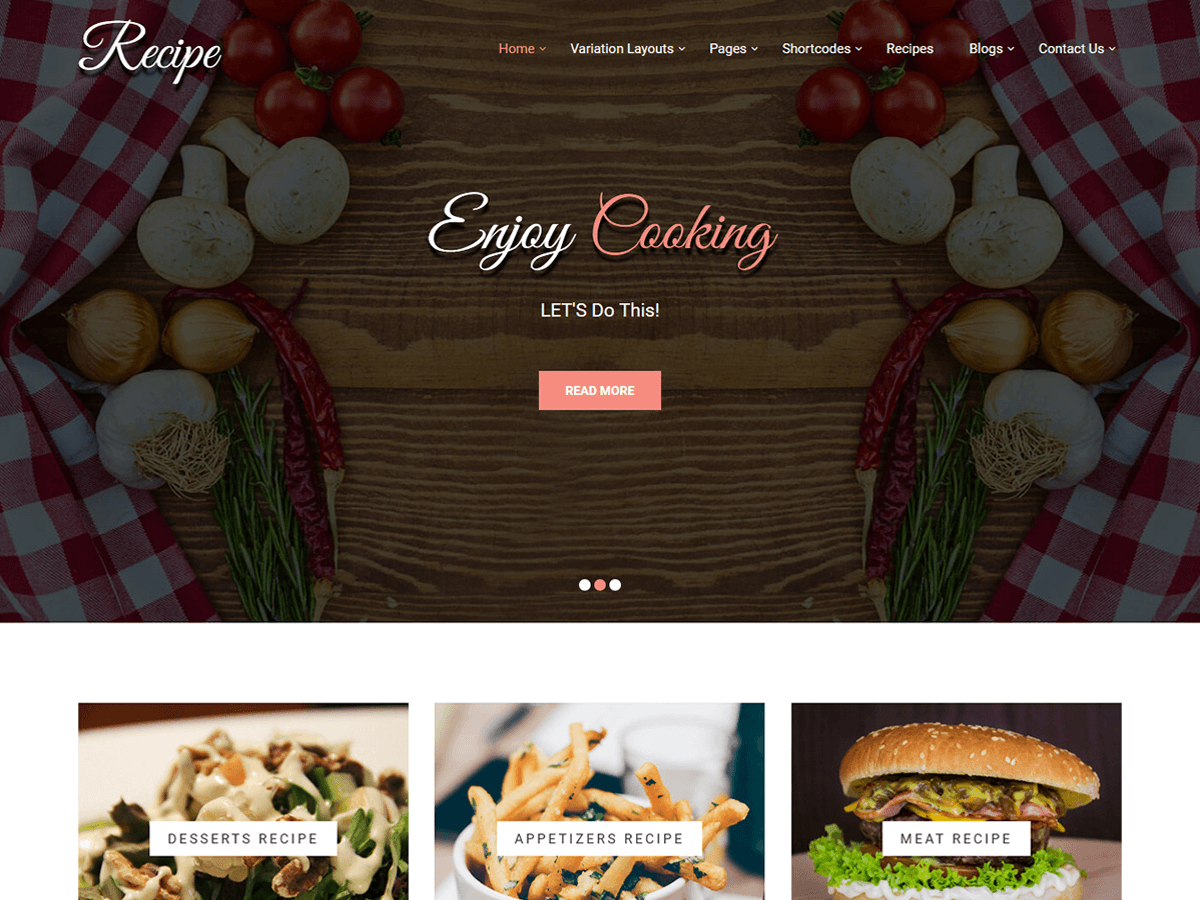 Recipe
Home Variation Layouts Pages Shortcodes Recipes Blogs Contact Us
Enjoy Cooking
LET'S Do This!
READ MORE
DESSERTS RECIPE
APPETIZERS RECIPE
MEAT RECIPE